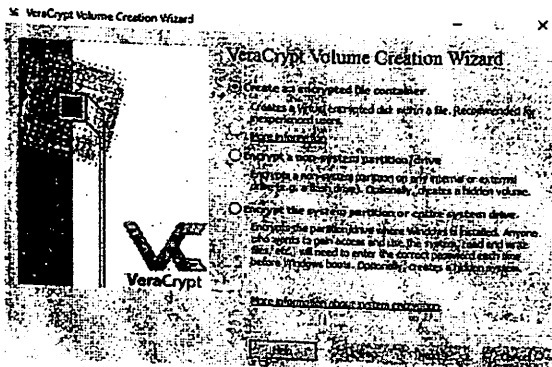 VeraCrypt Volume Creation Wizard
VeraCrypt Volume Creation Wizard
Create an encrypted file container
Creates a virtual encrypted disk within a file. Recommended for
inexperienced users.
More information
Encrypt a non-system partition/drive
Encrypts a non-system partition on any internal or external
drive (e.g. a flash drive). Optionally, creates a hidden volume.
Encrypt the system partition or entire system drive
Encrypts the partition/drive where Windows is installed. Anyone
who wants to gain access and use the system, read and write
files, etc., will need to enter the correct password each time
before Windows boots. Optionally, creates a hidden system.
More information about system encryption
VeraCrypt